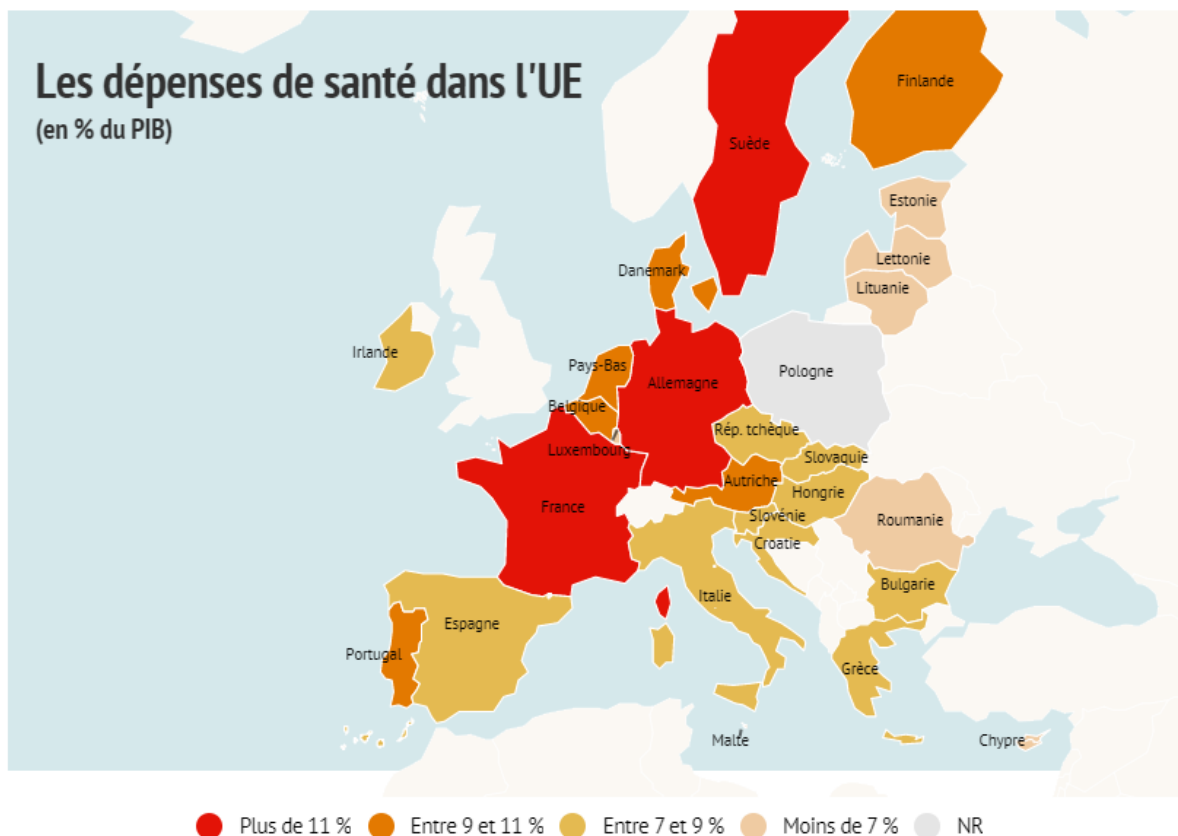 Les dépenses de santé dans l'UE
(en % du PIB)
Finlande
Suède
Estonie
Lettonie
Danemark
Lituanie
Irlande
Pays-Bas
Pologne
Allemagne
Belgique
Rép. tchèque
Luxembourg
Slovaquie
Autriche
Hongrie
France
Slovénie
Roumanie
Croatie
Bulgarie
Italie
Espagne
Portugal
Grèce
Malte
Chypre
Plus de 11 % Entre 9 et 11 % Entre 7 et 9 % Moins de 7 % NR